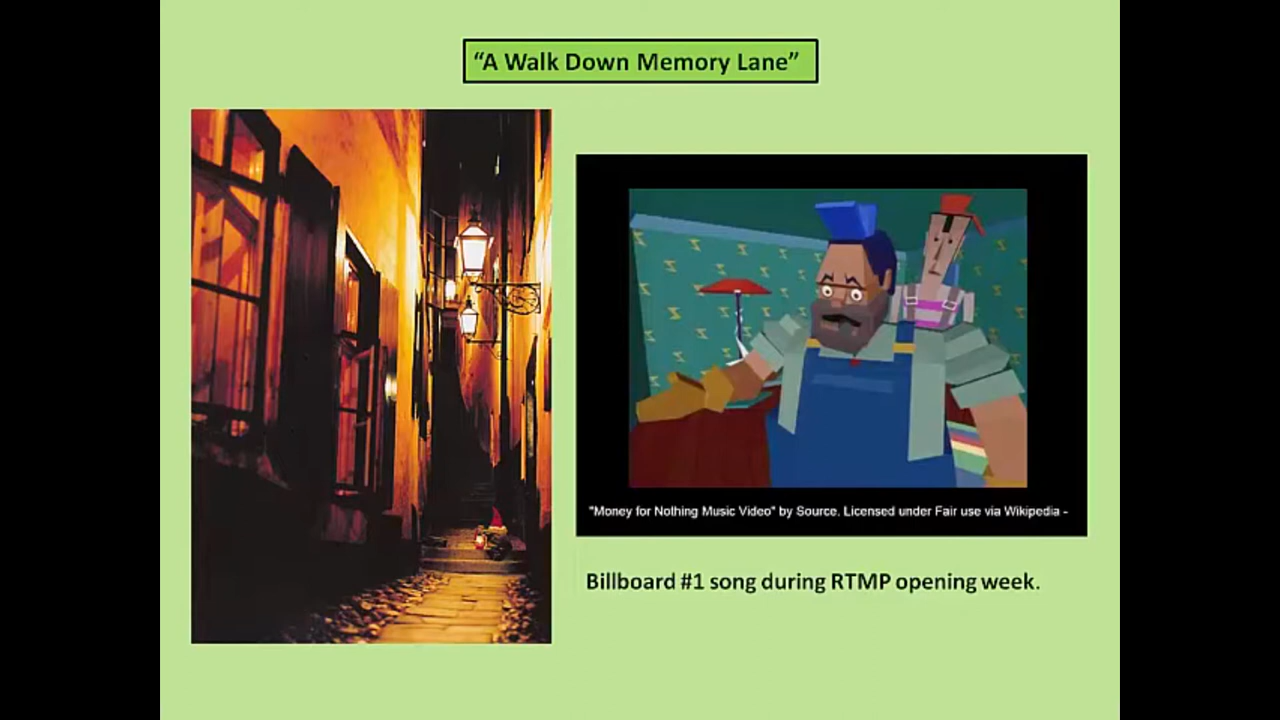 “A Walk Down Memory Lane”
"Money for Nothing Music Video" by Source. Licensed under Fair use via Wikipedia -
Billboard #1 song during RTMP opening week.